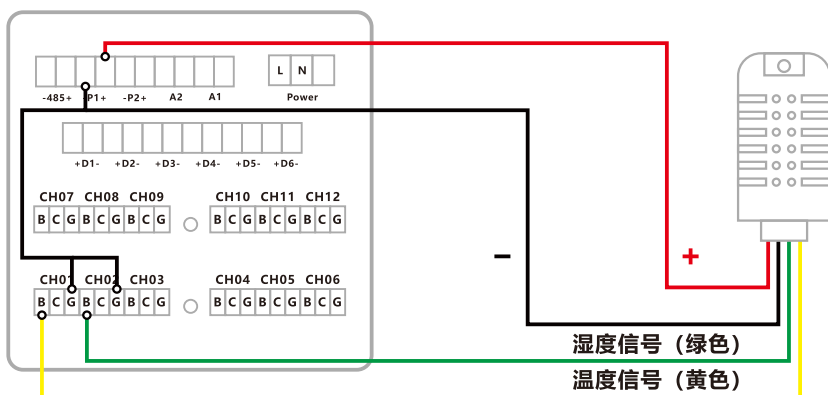 L N
-485+ -P1+ -P2+ A2 A1 Power
+D1- +D2- +D3- +D4- +D5- +D6-
CH07 CH08 CH09 CH10 CH11 CH12
B C G B C G B C G B C G B C G B C G
− +
CH01 CH02 CH03 CH04 CH05 CH06
B C G B C G B C G B C G B C G B C G
湿度信号（绿色）
温度信号（黄色）